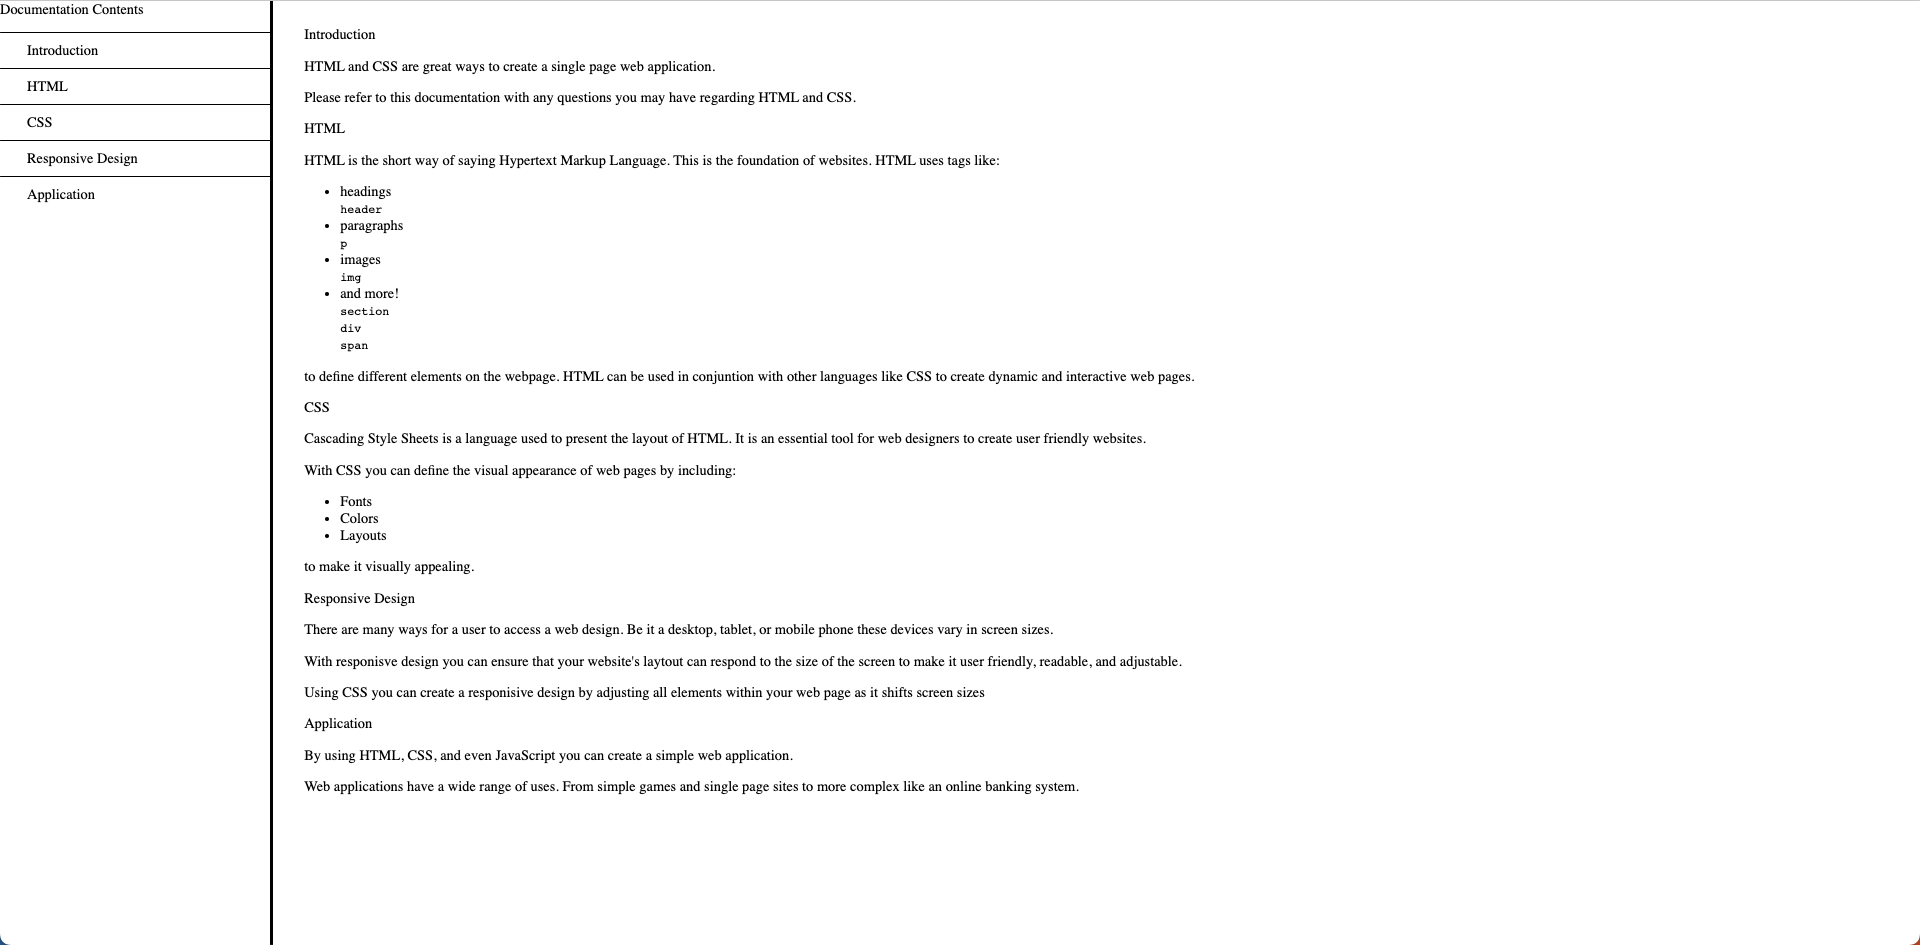 Documentation Contents
Introduction
HTML
CSS
Responsive Design
Application
Introduction
HTML and CSS are great ways to create a single page web application.
Please refer to this documentation with any questions you may have regarding HTML and CSS.
HTML
HTML is the short way of saying Hypertext Markup Language. This is the foundation of websites. HTML uses tags like:
• headings
header
• paragraphs
p
• images
img
• and more!
section
div
span
to define different elements on the webpage. HTML can be used in conjuntion with other languages like CSS to create dynamic and interactive web pages.
CSS
Cascading Style Sheets is a language used to present the layout of HTML. It is an essential tool for web designers to create user friendly websites.
With CSS you can define the visual appearance of web pages by including:
• Fonts
• Colors
• Layouts
to make it visually appealing.
Responsive Design
There are many ways for a user to access a web design. Be it a desktop, tablet, or mobile phone these devices vary in screen sizes.
With responisve design you can ensure that your website's laytout can respond to the size of the screen to make it user friendly, readable, and adjustable.
Using CSS you can create a responisive design by adjusting all elements within your web page as it shifts screen sizes
Application
By using HTML, CSS, and even JavaScript you can create a simple web application.
Web applications have a wide range of uses. From simple games and single page sites to more complex like an online banking system.